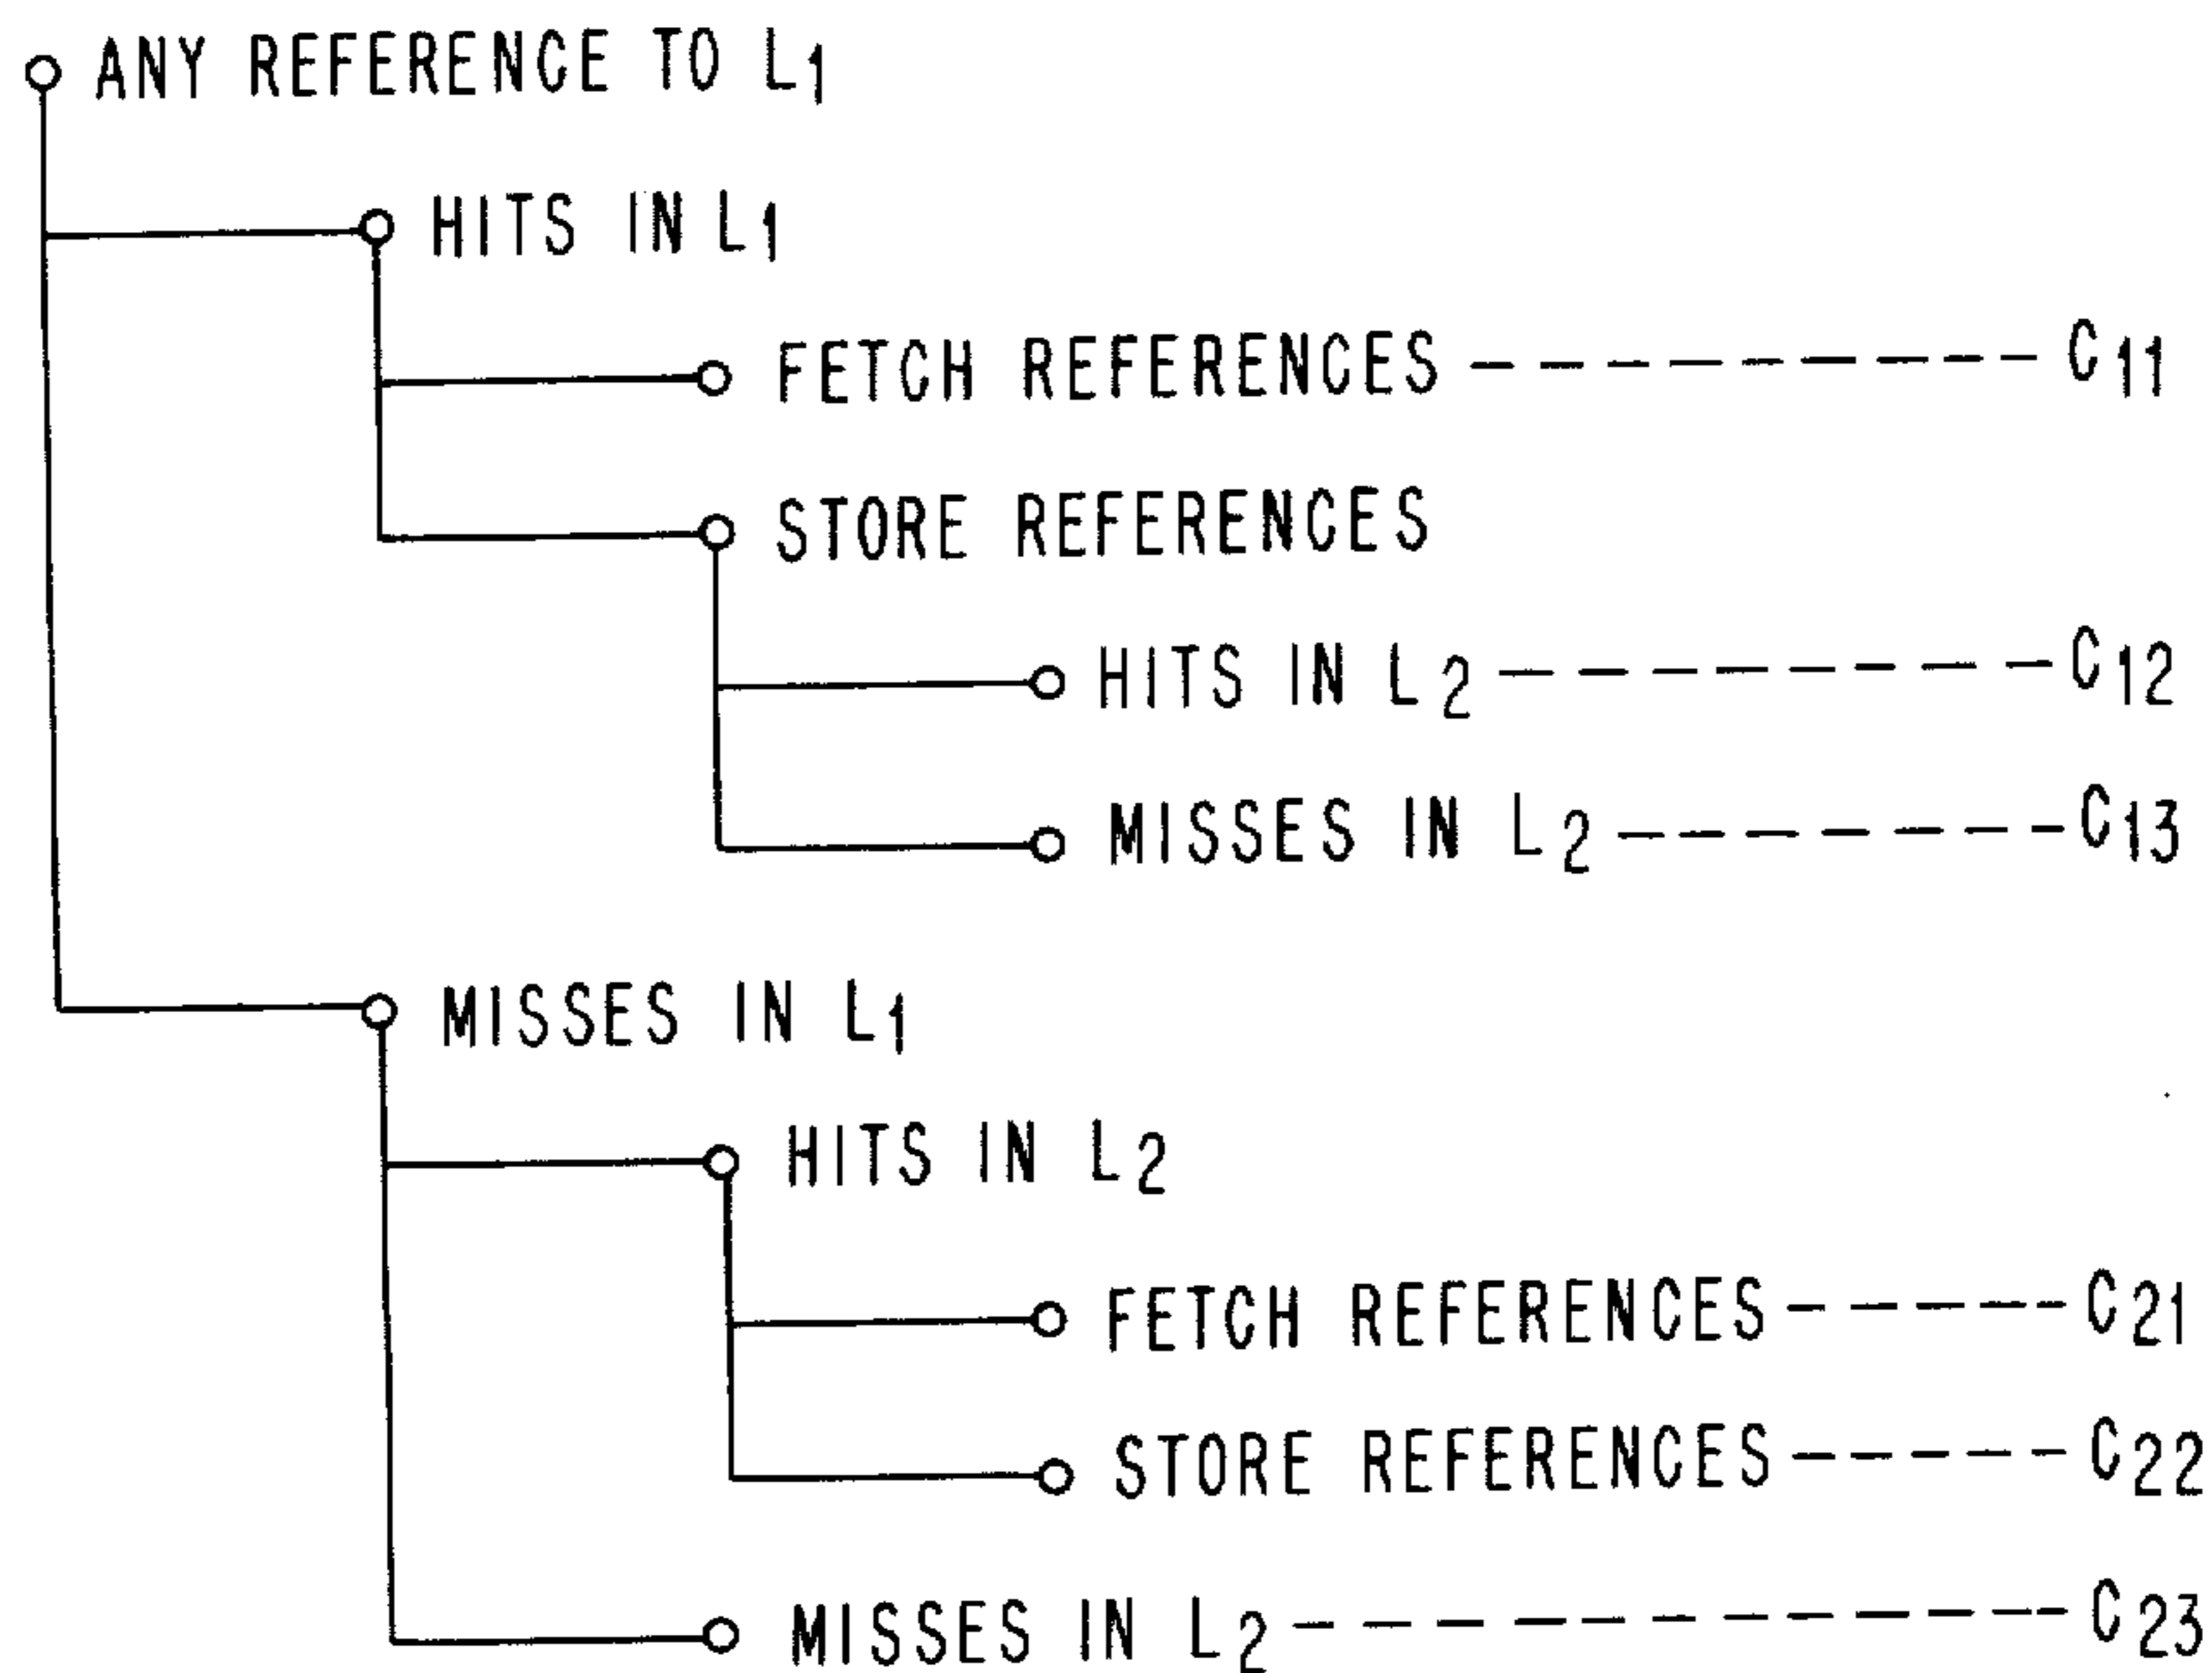 ANY REFERENCE TO L1
HITS IN L1
FETCH REFERENCES C11
STORE REFERENCES
HITS IN L2 C12
MISSES IN L2 C13
MISSES IN L1
HITS IN L2
FETCH REFERENCES C21
STORE REFERENCES C22
MISSES IN L2 C23